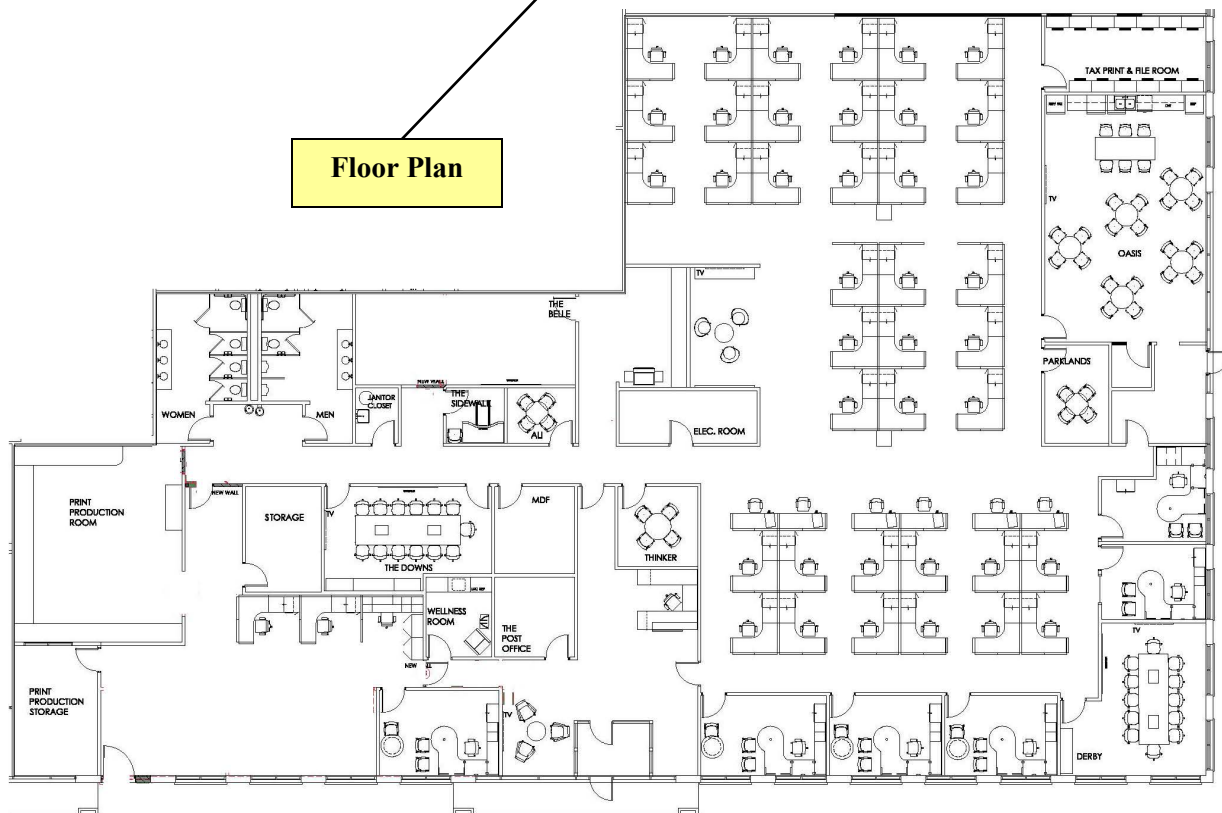 Floor Plan
TAX PRINT & FILE ROOM
TV
OASIS
TV
THE
BELLE
PARKLANDS
NEW WALL
JANITOR
CLOSET
THE
SIDEWALK
ALI
WOMEN
MEN
ELEC. ROOM
PRINT
PRODUCTION
ROOM
NEW WALL
STORAGE
TV
MDF
THINKER
THE DOWNS
WELLNESS
ROOM
THE
POST
OFFICE
TV
NEW
PRINT
PRODUCTION
STORAGE
TV
DERBY